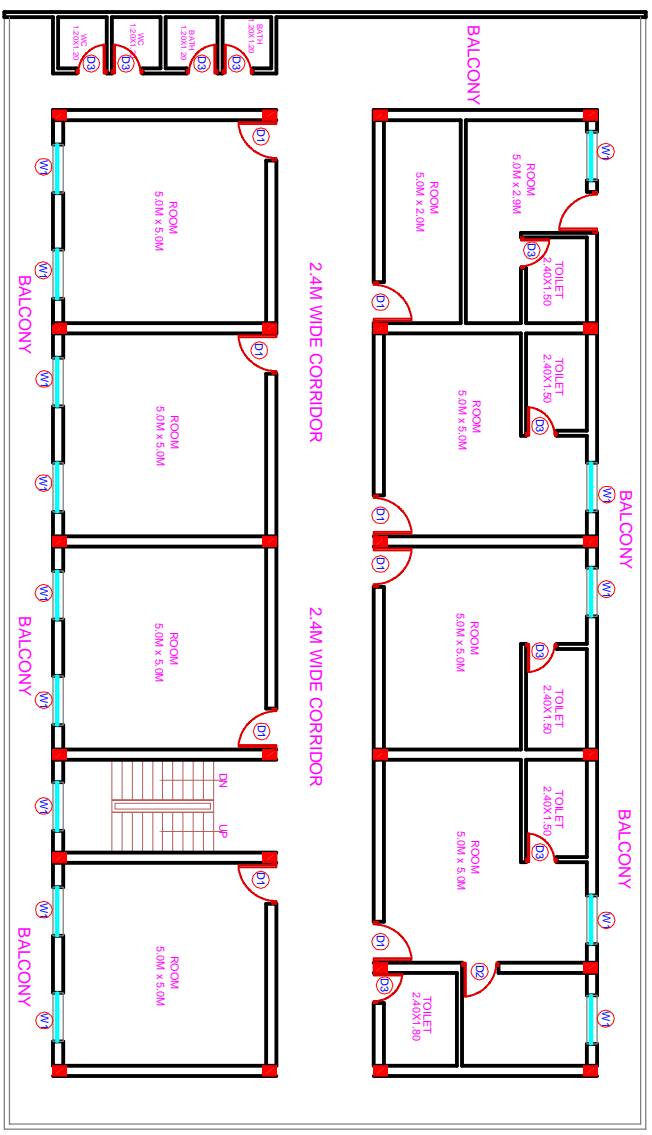 WC
1.20X1.20
D3
WC
1.20X1.20
D3
BATH
1.20X1.20
D3
BATH
1.20X1.20
D3
BALCONY
D1
W1
ROOM
5.0M x 5.0M
W1
BALCONY
ROOM
5.0M x 2.0M
D1
ROOM
5.0M x 2.9M
W1
D3
TOILET
2.40X1.50
2.4M WIDE CORRIDOR
D1
W1
ROOM
5.0M x 5.0M
W1
TOILET
2.40X1.50
D3
ROOM
5.0M x 5.0M
D1
W1
BALCONY
D1
W1
W1
ROOM
5.0M x 5.0M
W1
BALCONY
D1
2.4M WIDE CORRIDOR
ROOM
5.0M x 5.0M
D3
TOILET
2.40X1.50
DN
UP
W1
TOILET
2.40X1.50
D3
ROOM
5.0M x 5.0M
BALCONY
D1
W1
D1
W1
ROOM
5.0M x 5.0M
BALCONY
W1
D2
D3
TOILET
2.40X1.80
W1